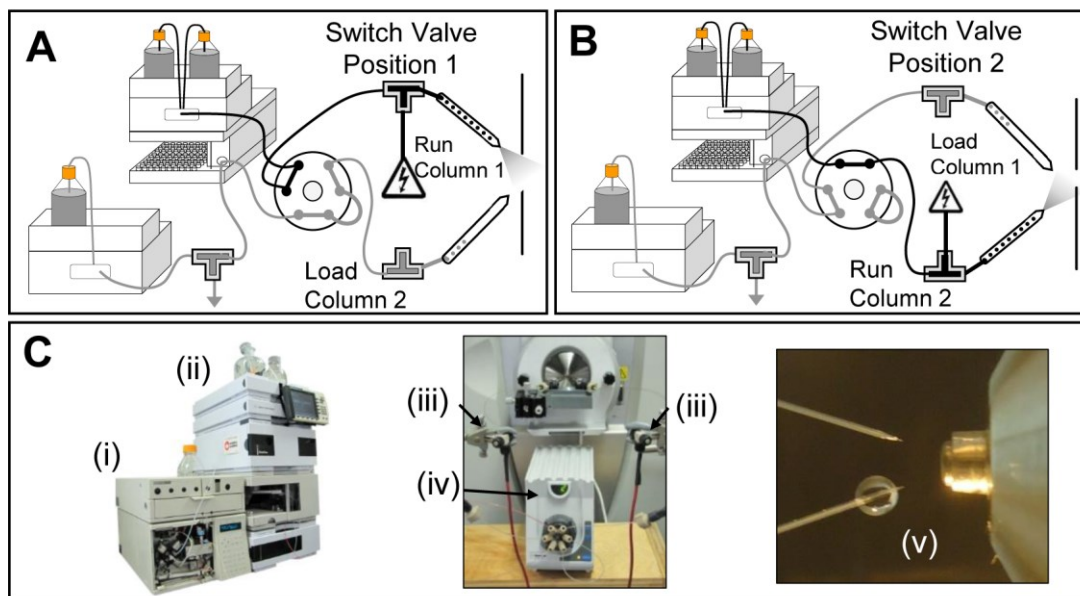 A
Switch Valve
Position 1
Run
Column 1
Load
Column 2
B
Switch Valve
Position 2
Load
Column 1
Run
Column 2
C
(i)
(ii)
(iii)
(iii)
(iv)
(v)